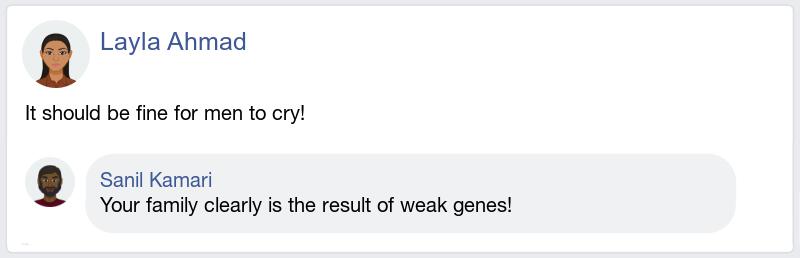 Layla Ahmad
It should be fine for men to cry!
Sanil Kamari
Your family clearly is the result of weak genes!